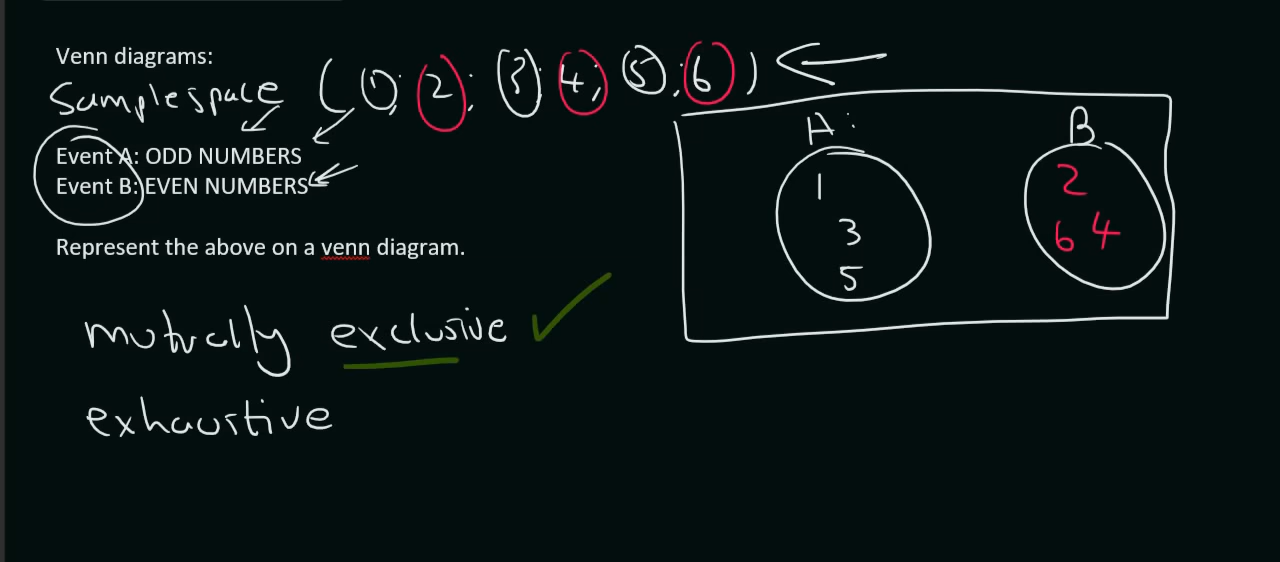 Venn diagrams:
Samplespace (1; 2; 3; 4; 5; 6)
Event A: ODD NUMBERS
Event B: EVEN NUMBERS
Represent the above on a venn diagram.
mutually exclusive
exhaustive
A: B
1 2
3 6 4
5